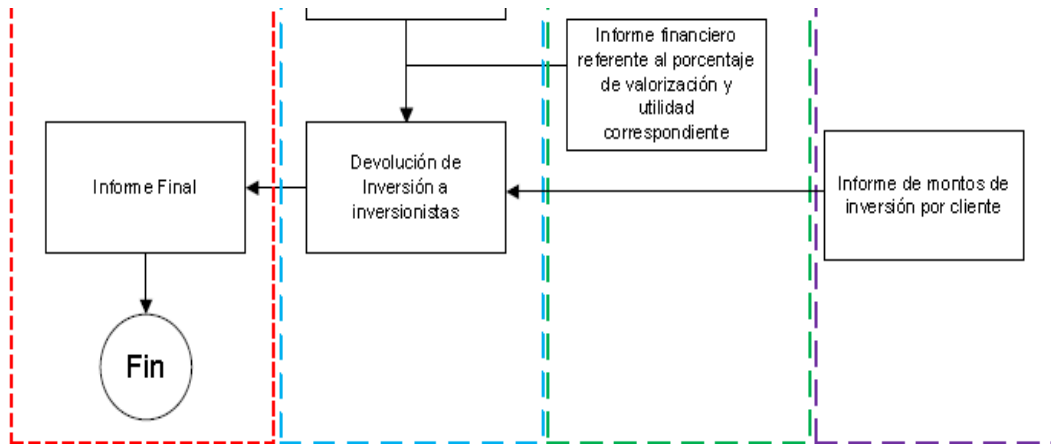 Informe financiero
referente al porcentaje
de valorización y
utilidad
correspondiente
Informe Final
Devolución de
Inversión a
inversionistas
Informe de montos de
inversión por cliente
Fin